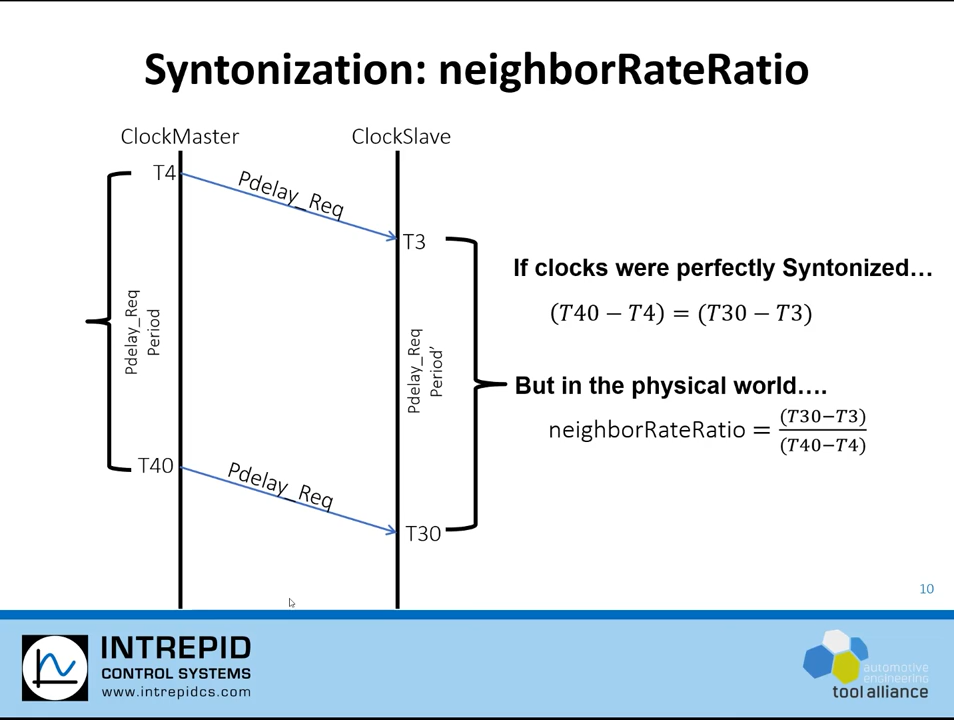 Syntonization: neighborRateRatio
ClockMaster
ClockSlave
T4
Pdelay_Req
T3
Pdelay_Req
Period
Pdelay_Req
Period’
T40
Pdelay_Req
T30
If clocks were perfectly Syntonized…
(T40 − T4) = (T30 − T3)
But in the physical world….
neighborRateRatio = (T30−T3)
(T40−T4)
10
INTREPID
CONTROL SYSTEMS
www.intrepidcs.com
automotive
engineering
tool alliance